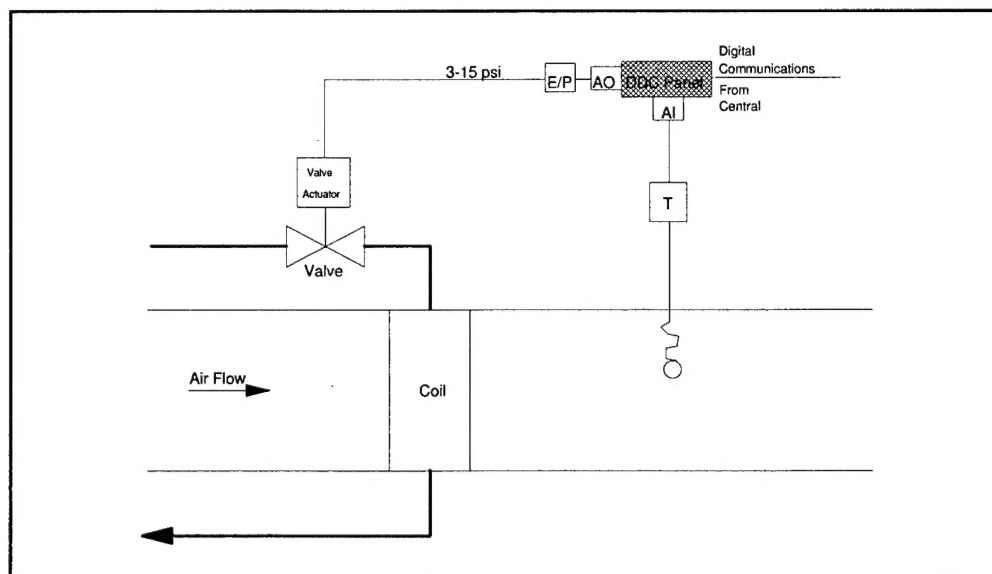 Digital
Communications
From
Central
3-15 psi
E/P
AO
DDC Panel
AI
Valve
Actuator
T
Valve
Air Flow
Coil